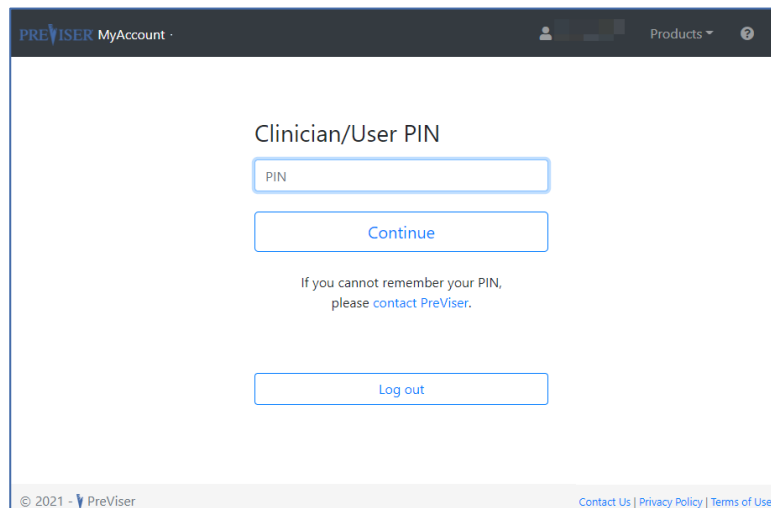 PREVISER MyAccount ·
Products
Clinician/User PIN
PIN
Continue
If you cannot remember your PIN,
please contact PreViser.
Log out
© 2021 - PreViser
Contact Us | Privacy Policy | Terms of Use